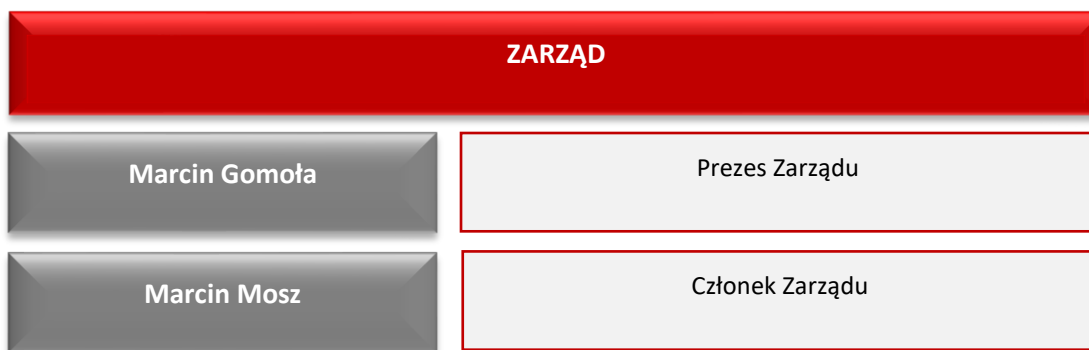 ZARZĄD
Marcin Gomoła
Prezes Zarządu
Marcin Mosz
Członek Zarządu